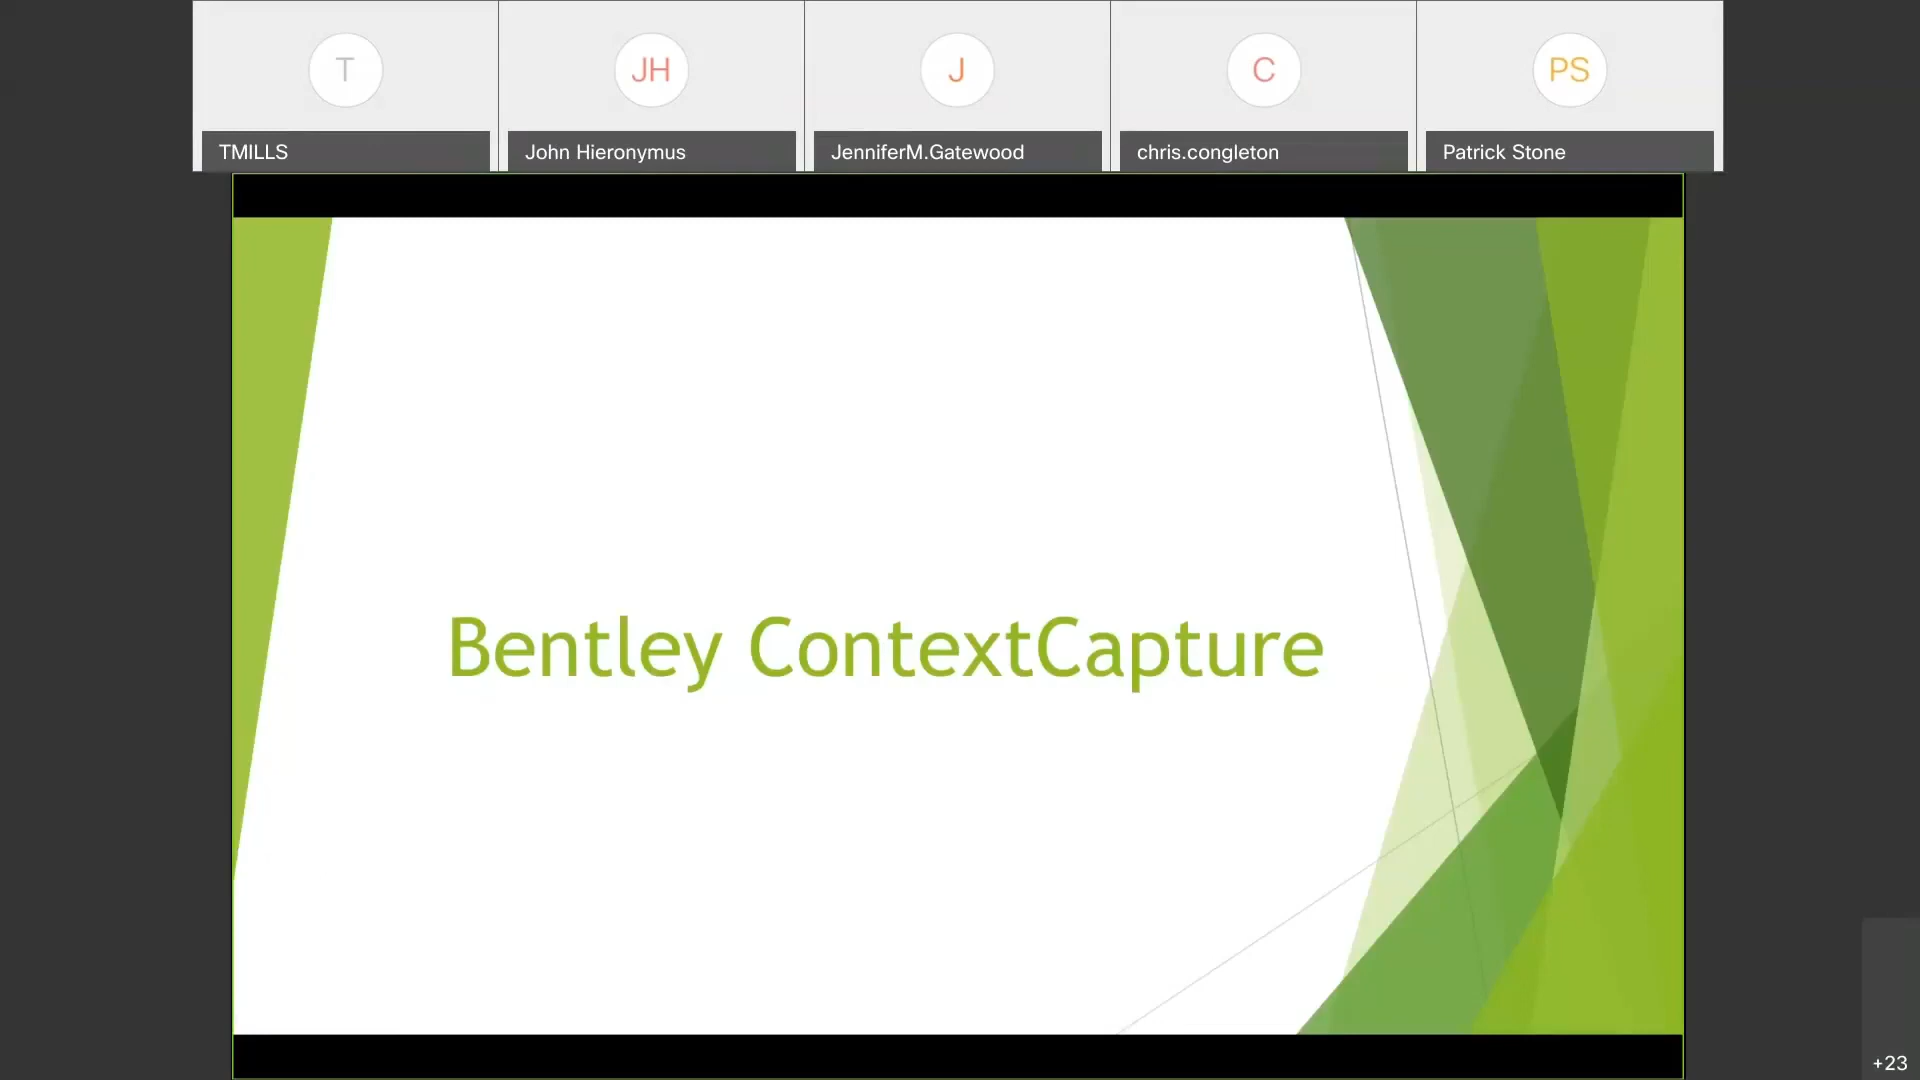 T
JH
J
C
PS
TMILLS
John Hieronymus
JenniferM.Gatewood
chris.congleton
Patrick Stone
Bentley ContextCapture
+23